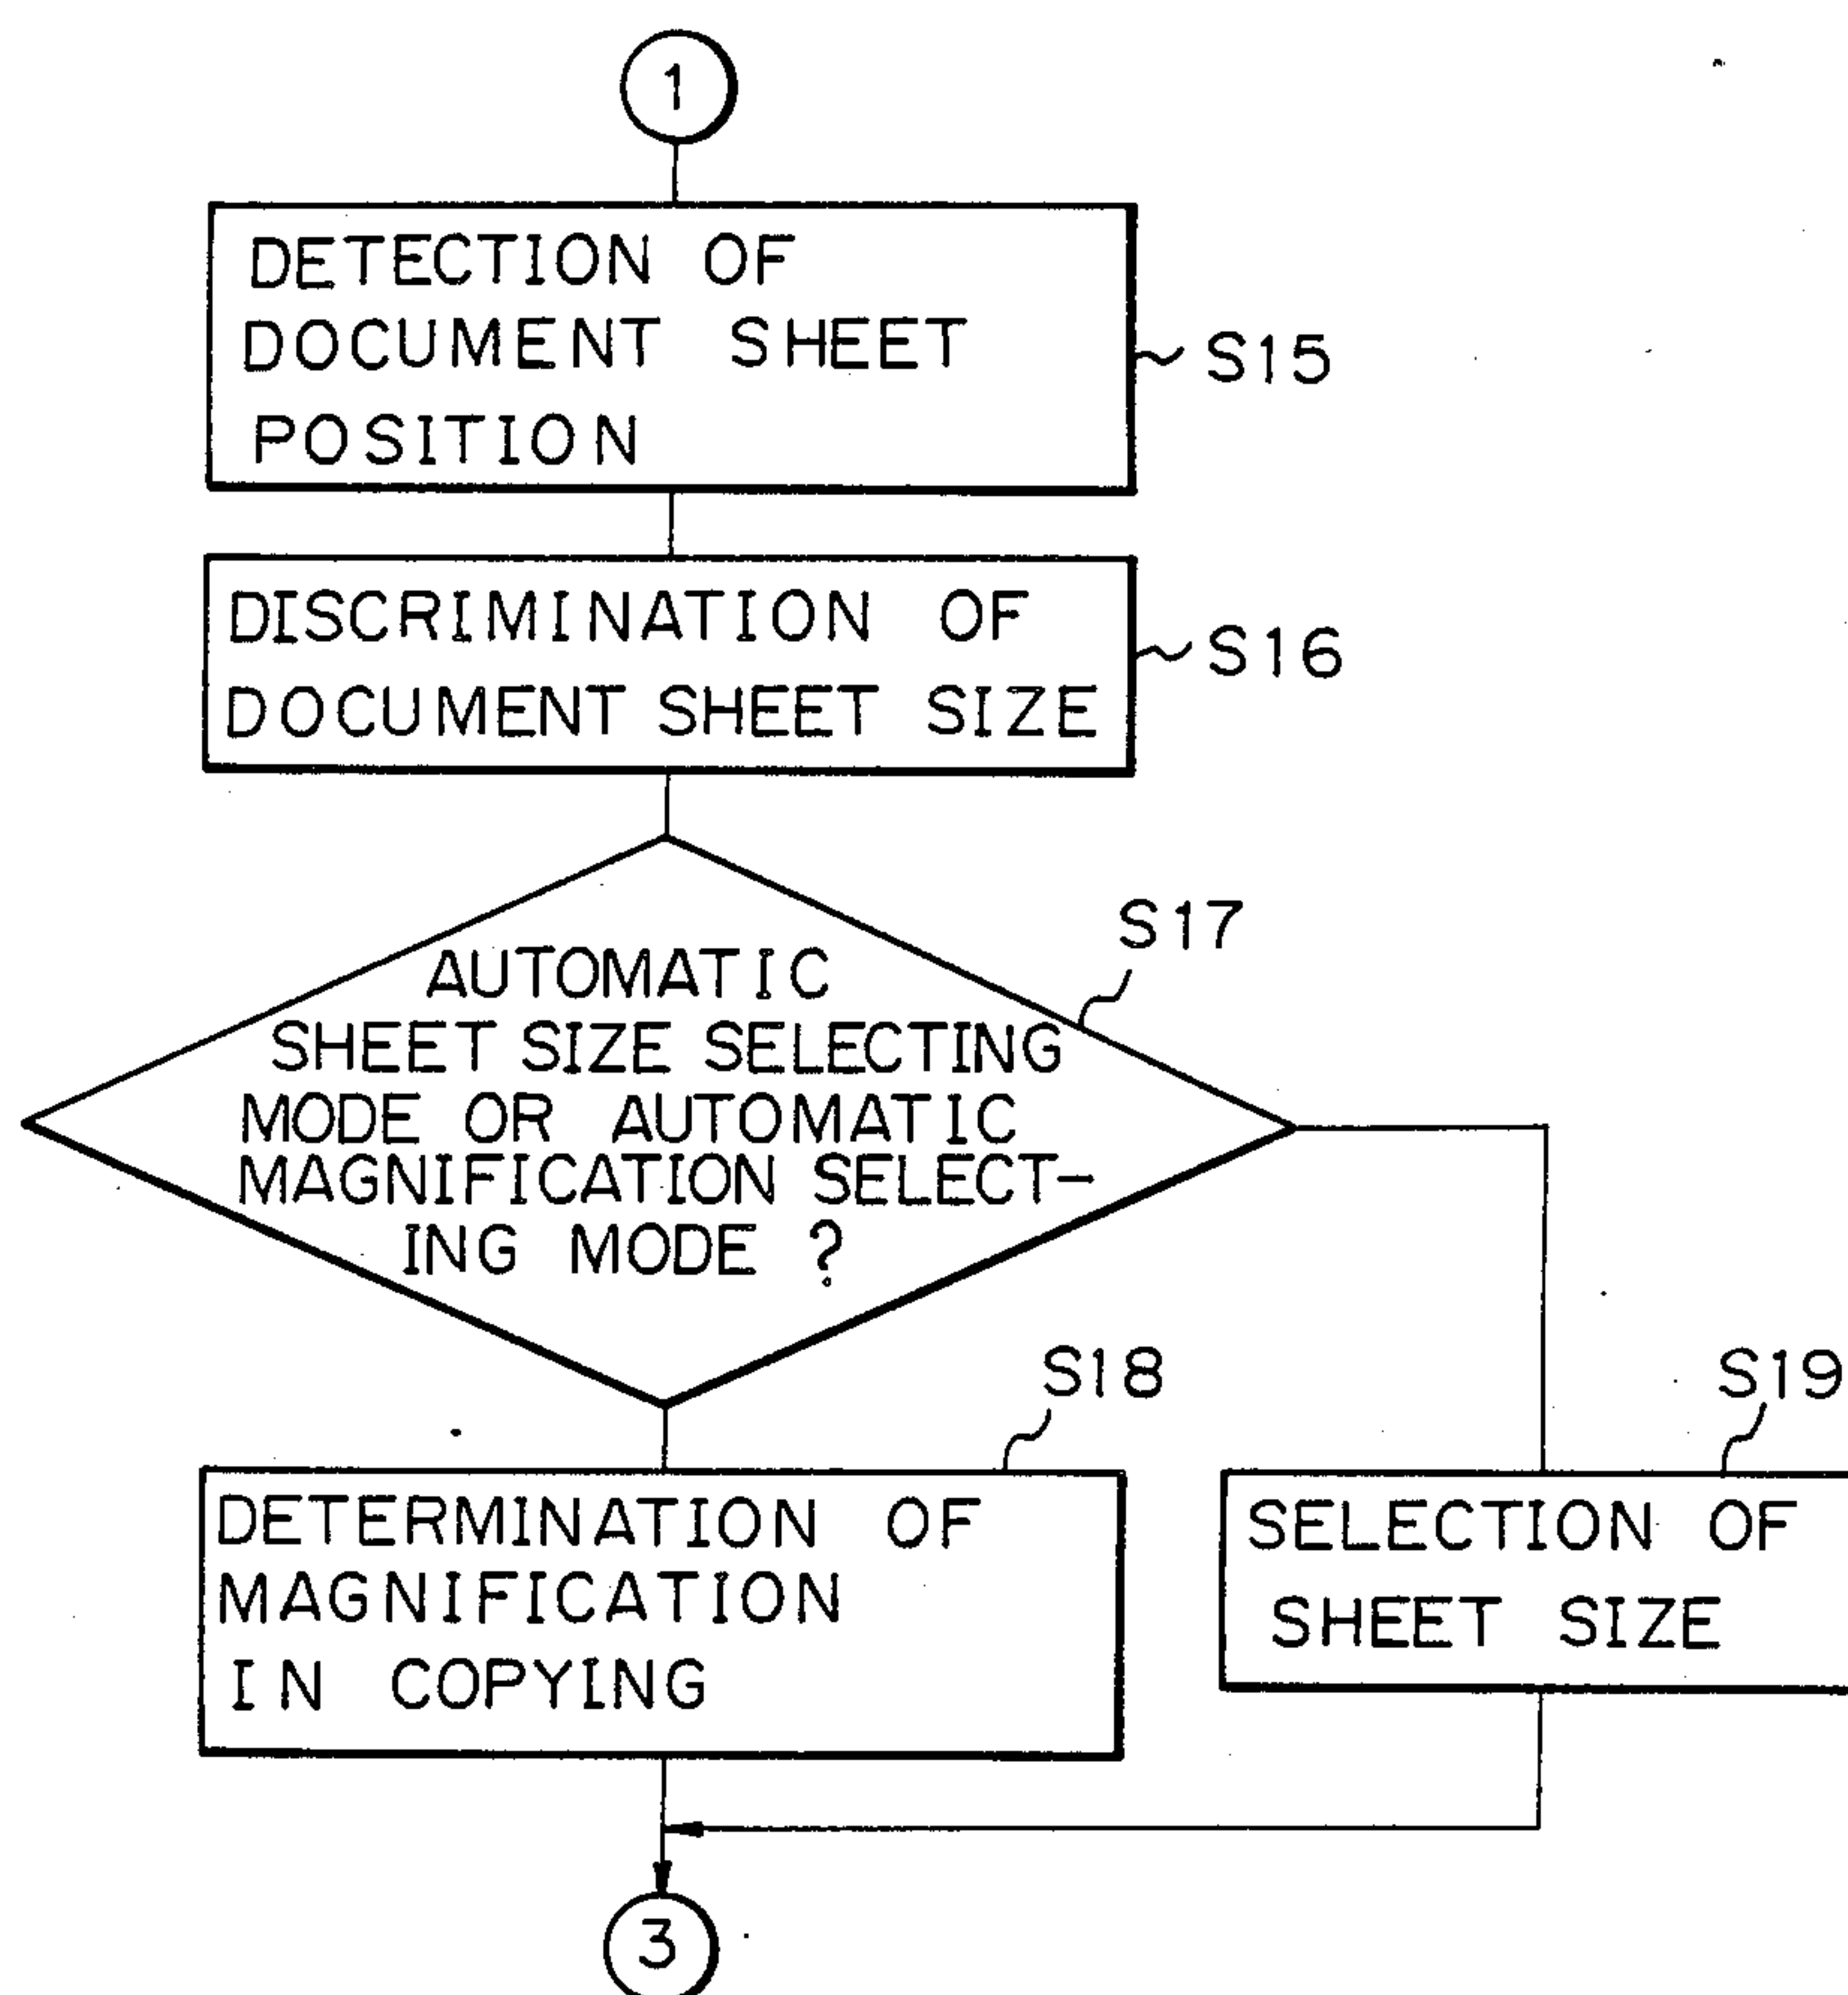 1
DETECTION OF
DOCUMENT SHEET
POSITION
S15
DISCRIMINATION OF
DOCUMENT SHEET SIZE
S16
S17
AUTOMATIC
SHEET SIZE SELECTING
MODE OR AUTOMATIC
MAGNIFICATION SELECT-
ING MODE ?
S18
DETERMINATION OF
MAGNIFICATION
IN COPYING
S19
SELECTION OF
SHEET SIZE
3